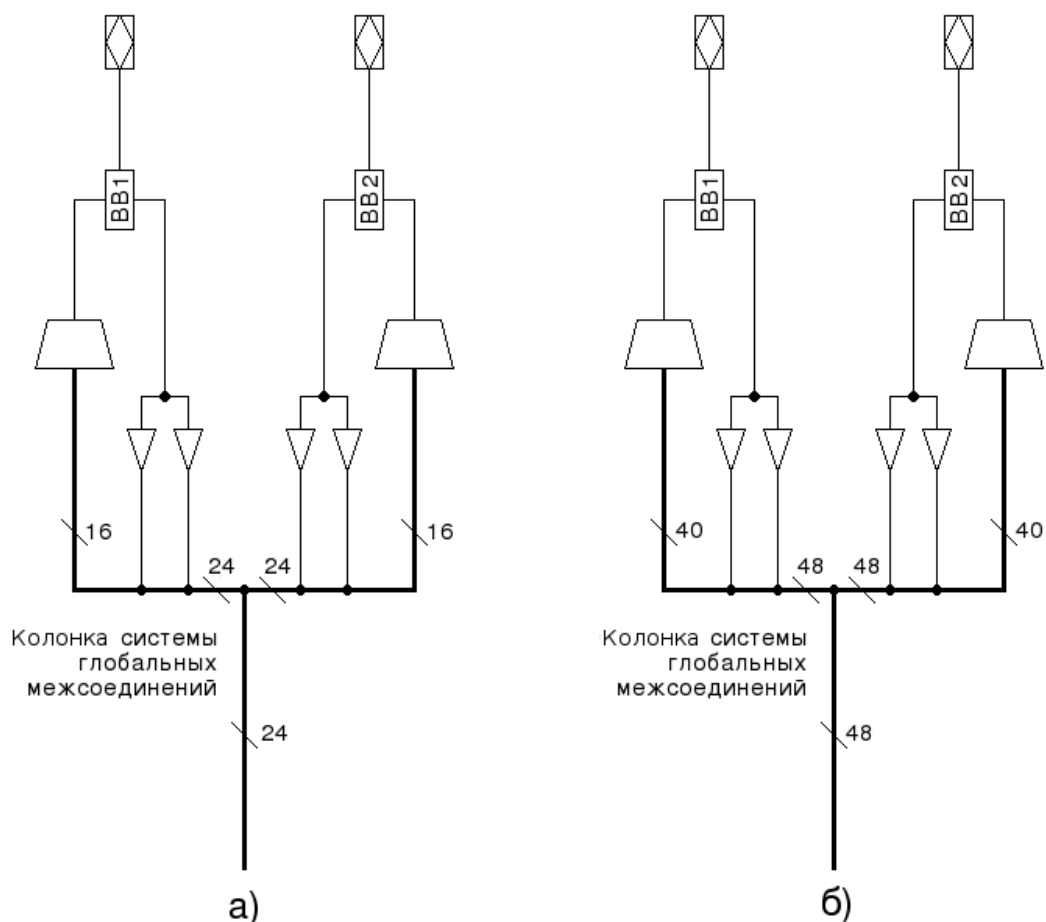 ВВ1
ВВ2
ВВ1
ВВ2
16
16
40
40
24
24
48
48
Колонка системы
глобальных
межсоединений
Колонка системы
глобальных
межсоединений
24
48
а)
б)